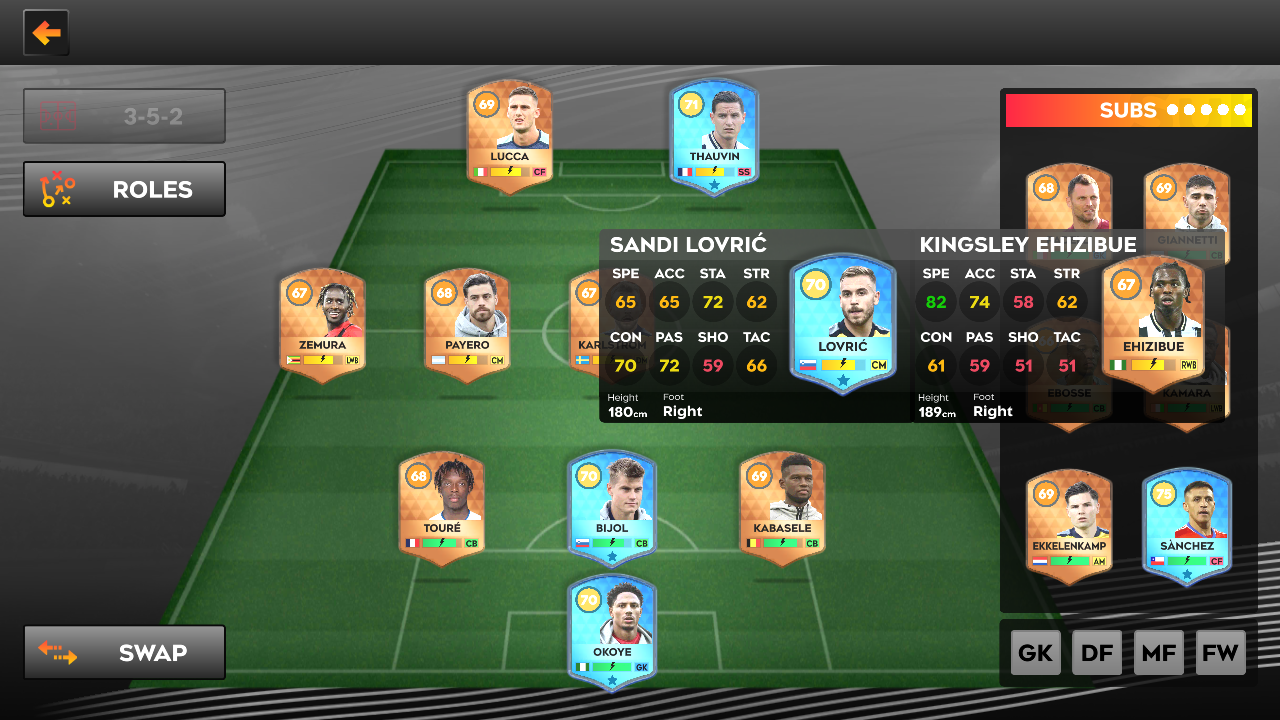 3-5-2
ROLES
69
LUCCA
CF
71
THAUVIN
SS
SUBS
68
69
GIANNETTI
CB
67
ZEMURA
LWB
68
PAYERO
CM
67
KARLSTRÖM
SANDI LOVRIĆ
SPE ACC STA STR
65 65 72 62
CON PAS SHO TAC
70 72 59 66
Height Foot
180cm Right
70
LOVRIĆ
CM
KINGSLEY EHIZIBUE
SPE ACC STA STR
82 74 58 62
CON PAS SHO TAC
61 59 51 51
Height Foot
189cm Right
67
EHIZIBUE
RWB
EBOSSE
CB
KAMARA
LWB
68
TOURÉ
CB
70
BIJOL
CB
69
KABASELE
CB
69
EKKELENKAMP
AM
75
SÀNCHEZ
CF
70
OKOYE
GK
SWAP
GK DF MF FW